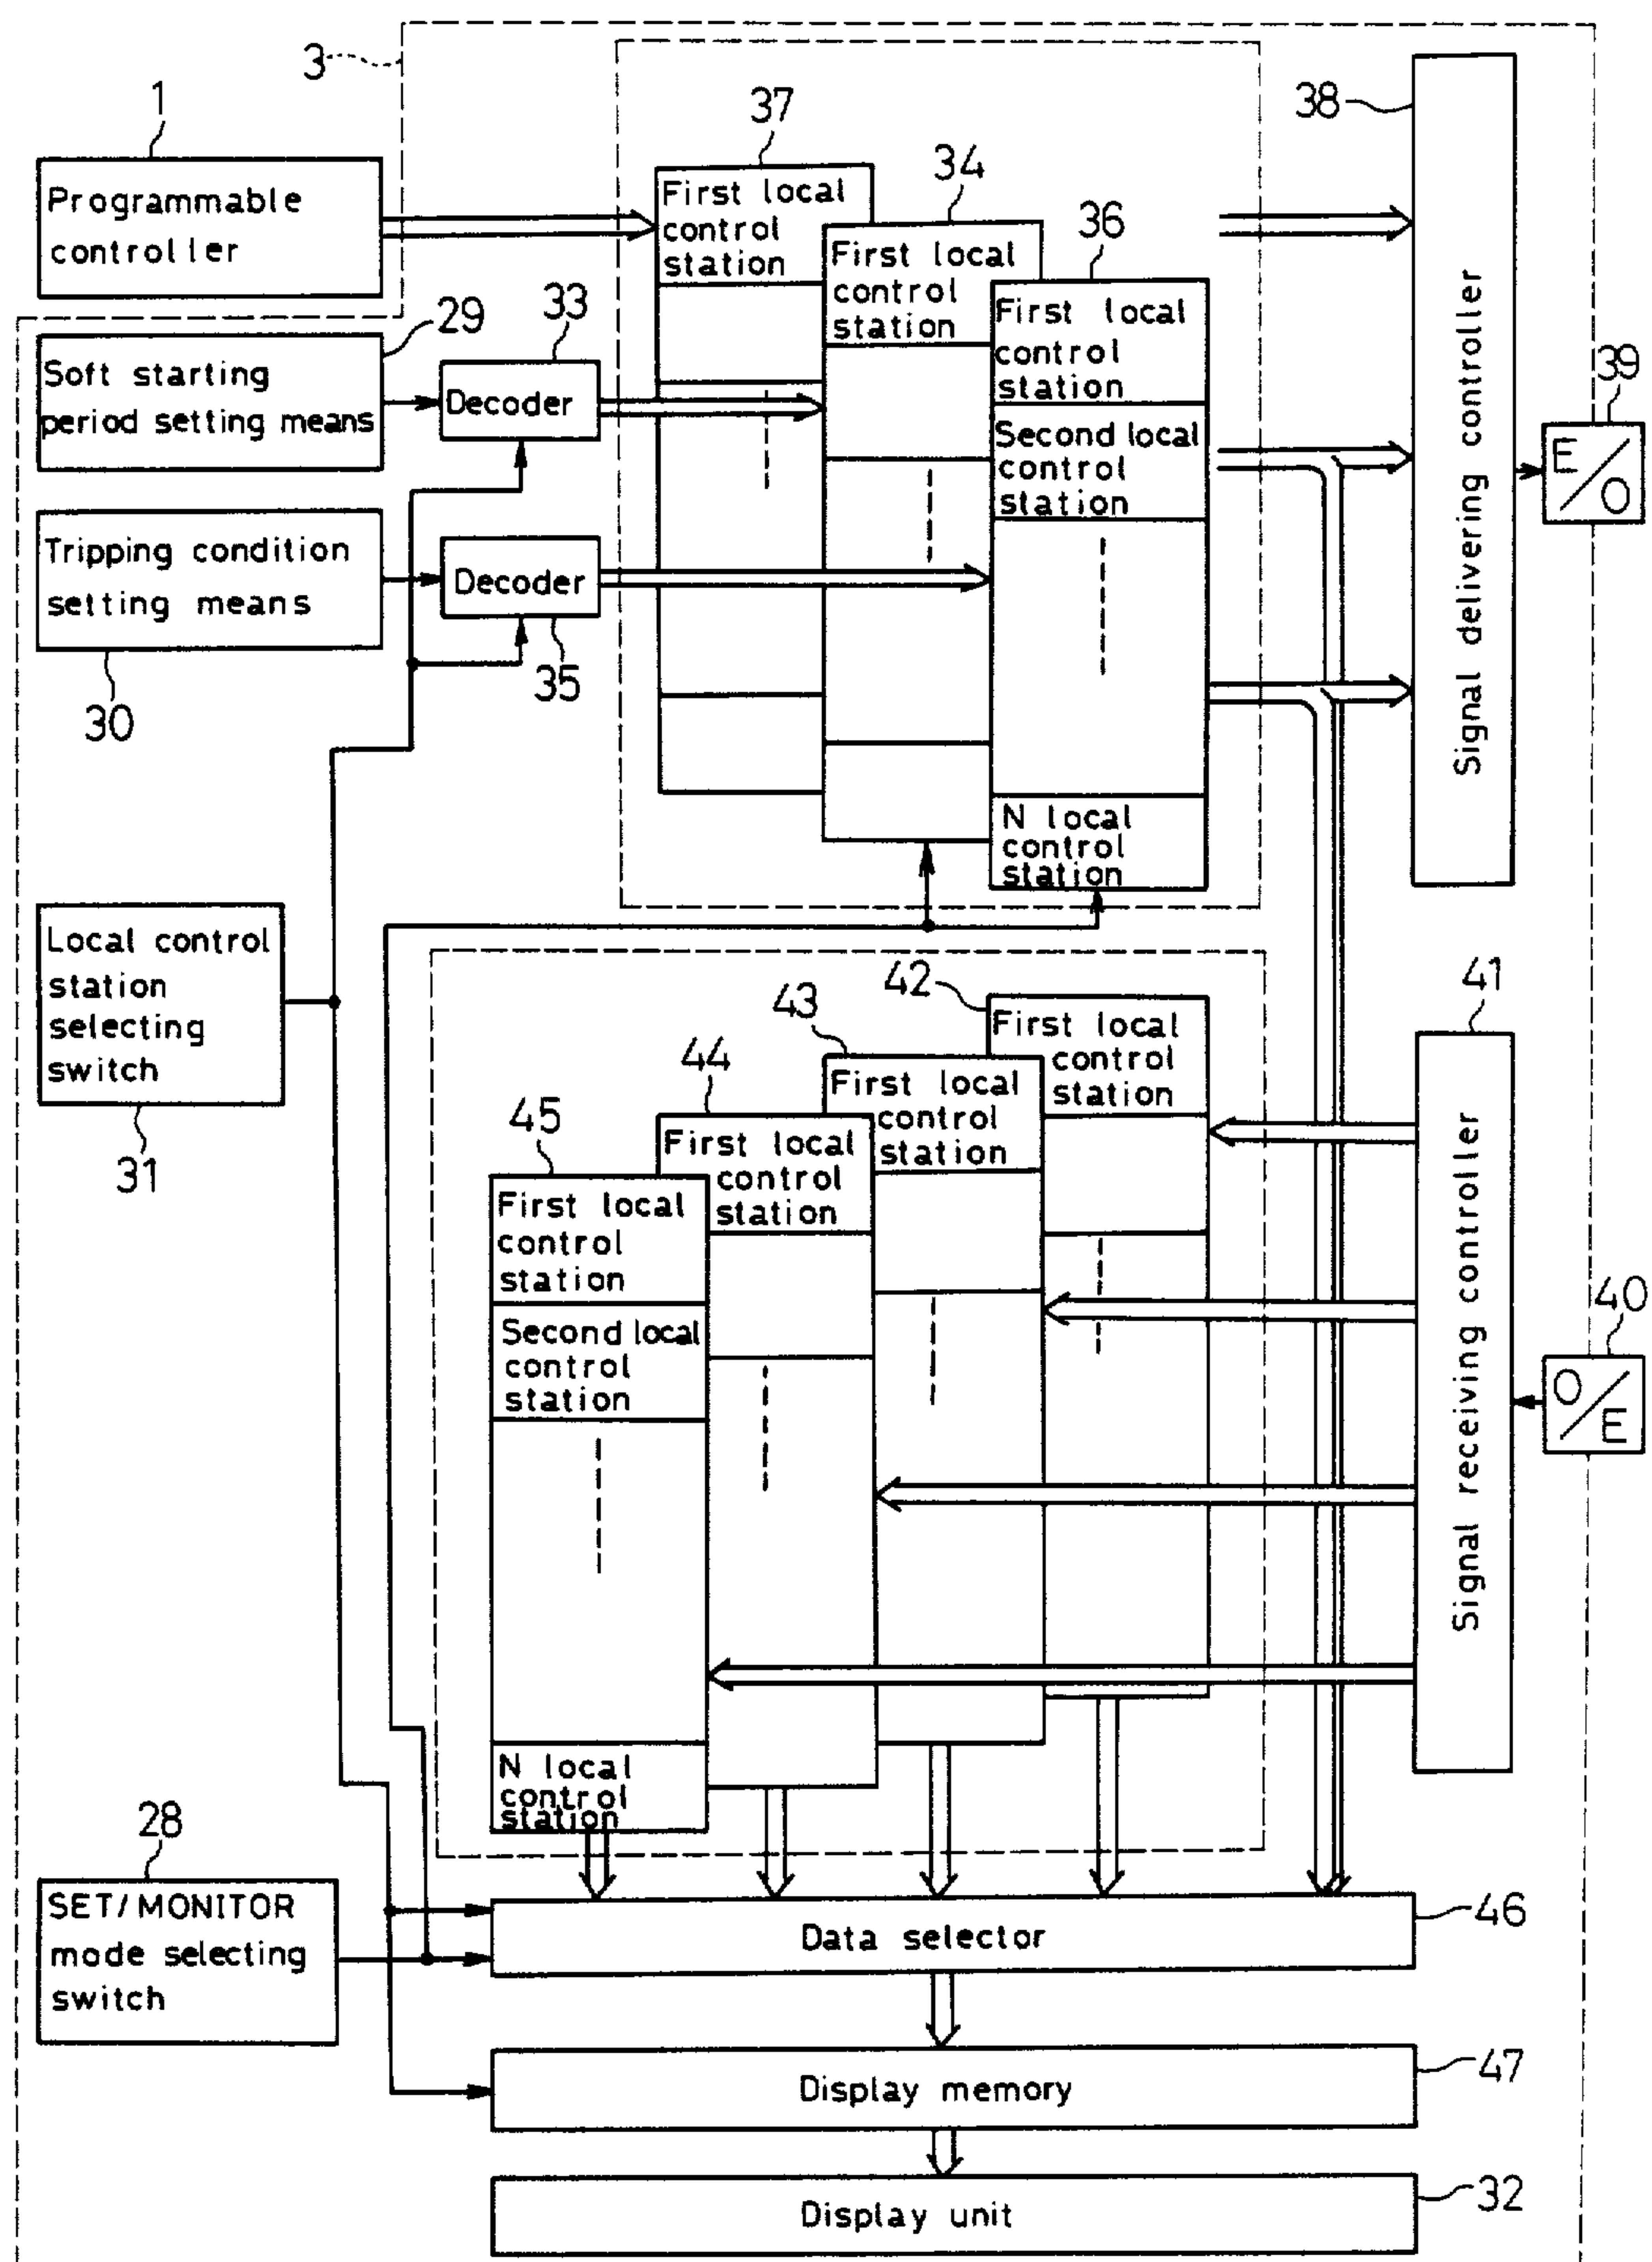 3
1
Programmable
controller
37
First local
control
station
34
First local
control
station
36
First local
control
station
Second local
control
station
N local
control
station
38
Signal delivering controller
39
E/O
29
Soft starting
period setting means
33
Decoder
Tripping condition
setting means
30
Decoder
35
Local control
station
selecting
switch
31
42
First local
control
station
43
First local
control
station
44
First local
control
station
45
First local
control
station
Second local
control
station
N local
control
station
41
Signal receiving controller
40
O/E
28
SET/MONITOR
mode selecting
switch
Data selector
46
Display memory
47
Display unit
32